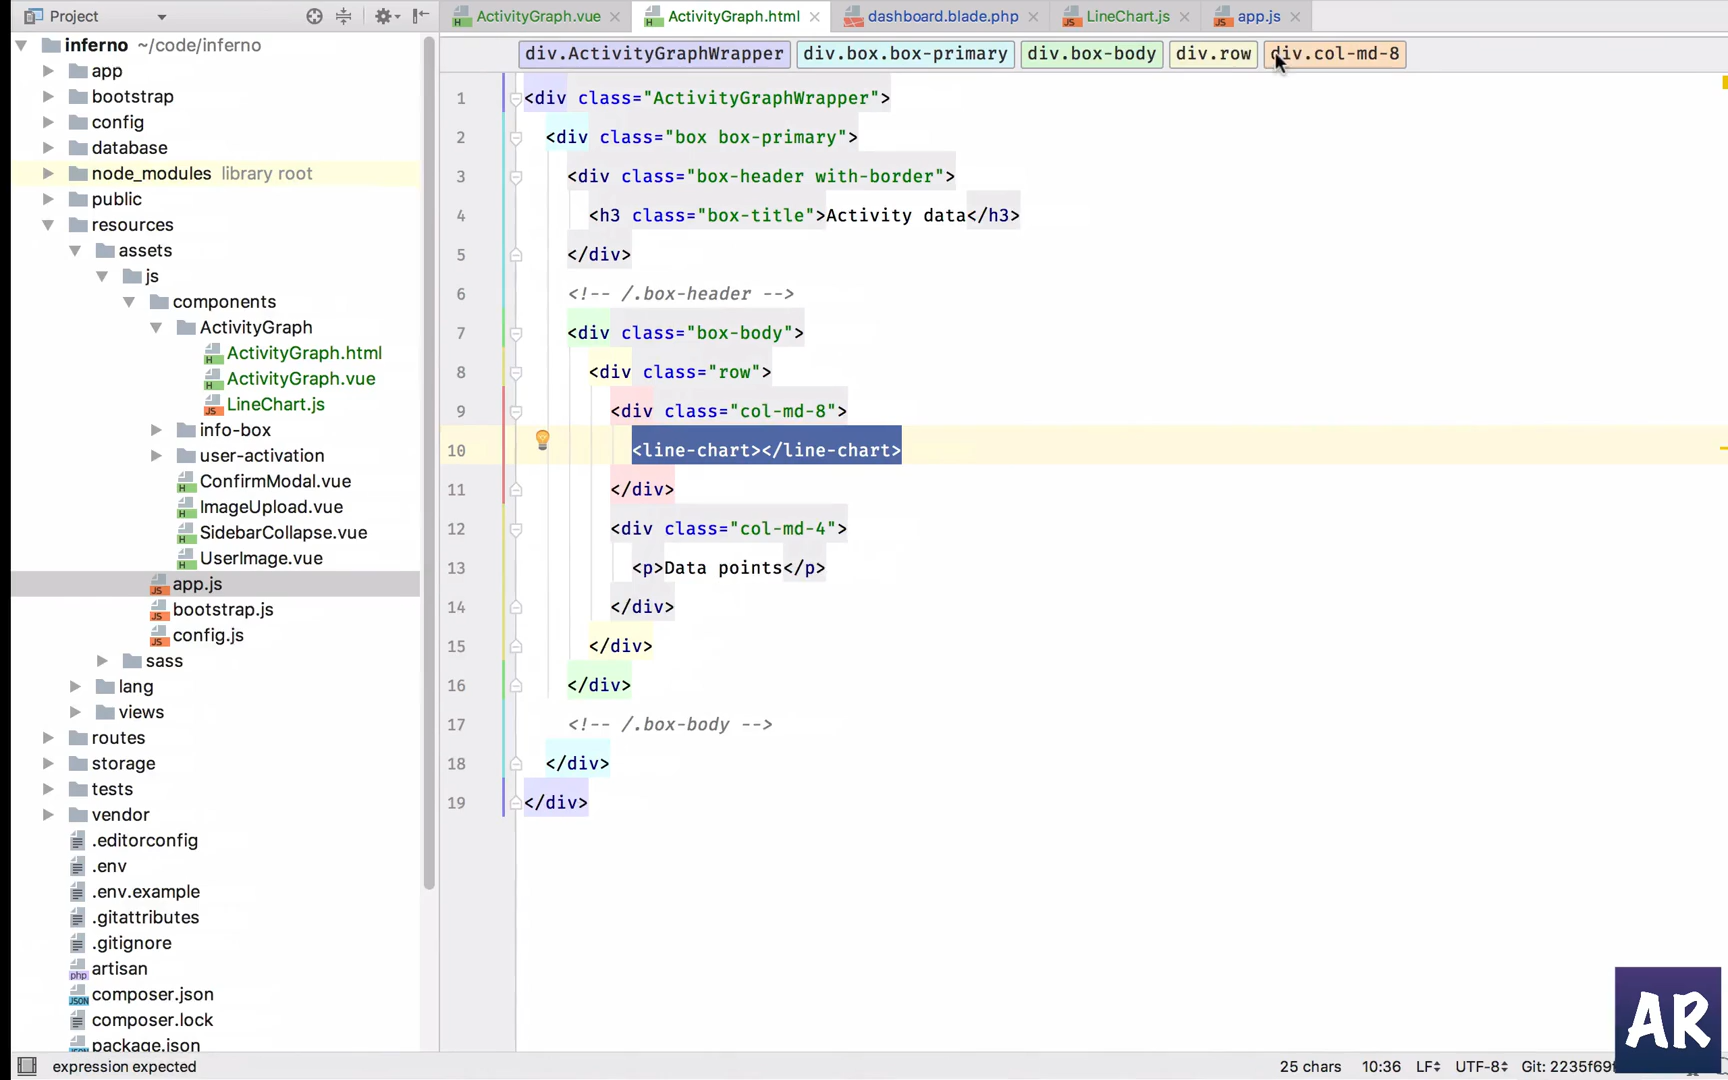 Project
ActivityGraph.vue
ActivityGraph.html
dashboard.blade.php
LineChart.js
app.js
inferno ~/code/inferno
app
bootstrap
config
database
node_modules library root
public
resources
assets
js
components
ActivityGraph
ActivityGraph.html
ActivityGraph.vue
LineChart.js
info-box
user-activation
ConfirmModal.vue
ImageUpload.vue
SidebarCollapse.vue
UserImage.vue
app.js
bootstrap.js
config.js
sass
lang
views
routes
storage
tests
vendor
.editorconfig
.env
.env.example
.gitattributes
.gitignore
artisan
composer.json
composer.lock
package.json
div.ActivityGraphWrapper div.box.box-primary div.box-body div.row div.col-md-8
1 <div class="ActivityGraphWrapper">
2 <div class="box box-primary">
3 <div class="box-header with-border">
4 <h3 class="box-title">Activity data</h3>
5 </div>
6 <!-- /.box-header -->
7 <div class="box-body">
8 <div class="row">
9 <div class="col-md-8">
10 <line-chart></line-chart>
11 </div>
12 <div class="col-md-4">
13 <p>Data points</p>
14 </div>
15 </div>
16 </div>
17 <!-- /.box-body -->
18 </div>
19 </div>
AR
expression expected
25 chars 10:36 LF UTF-8 Git: 2235f69